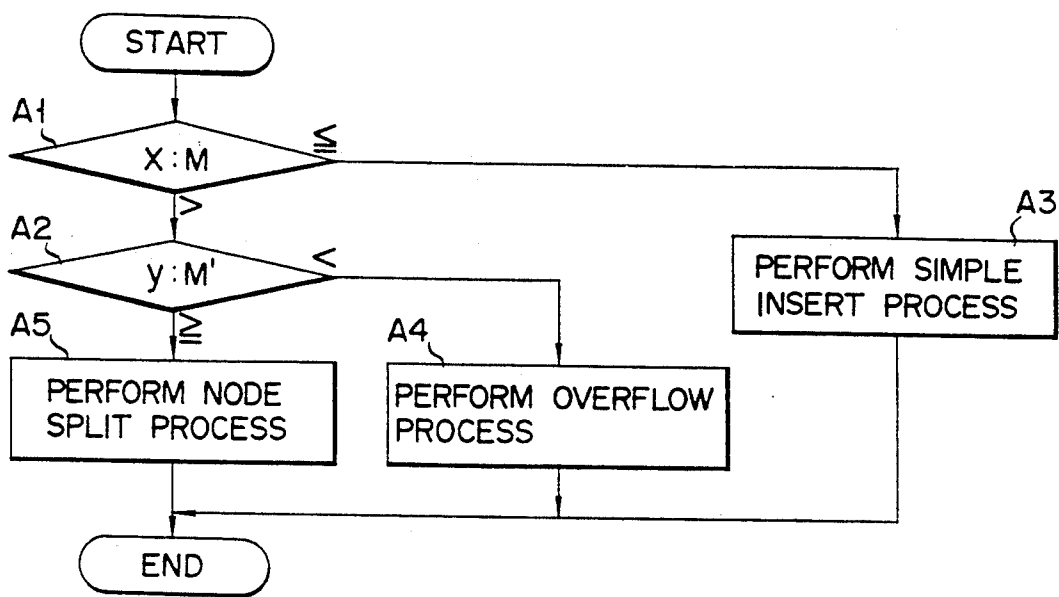 START
A1
X : M
≦
>
A2
y : M'
<
≧
A3
PERFORM SIMPLE
INSERT PROCESS
A5
PERFORM NODE
SPLIT PROCESS
A4
PERFORM OVERFLOW
PROCESS
END